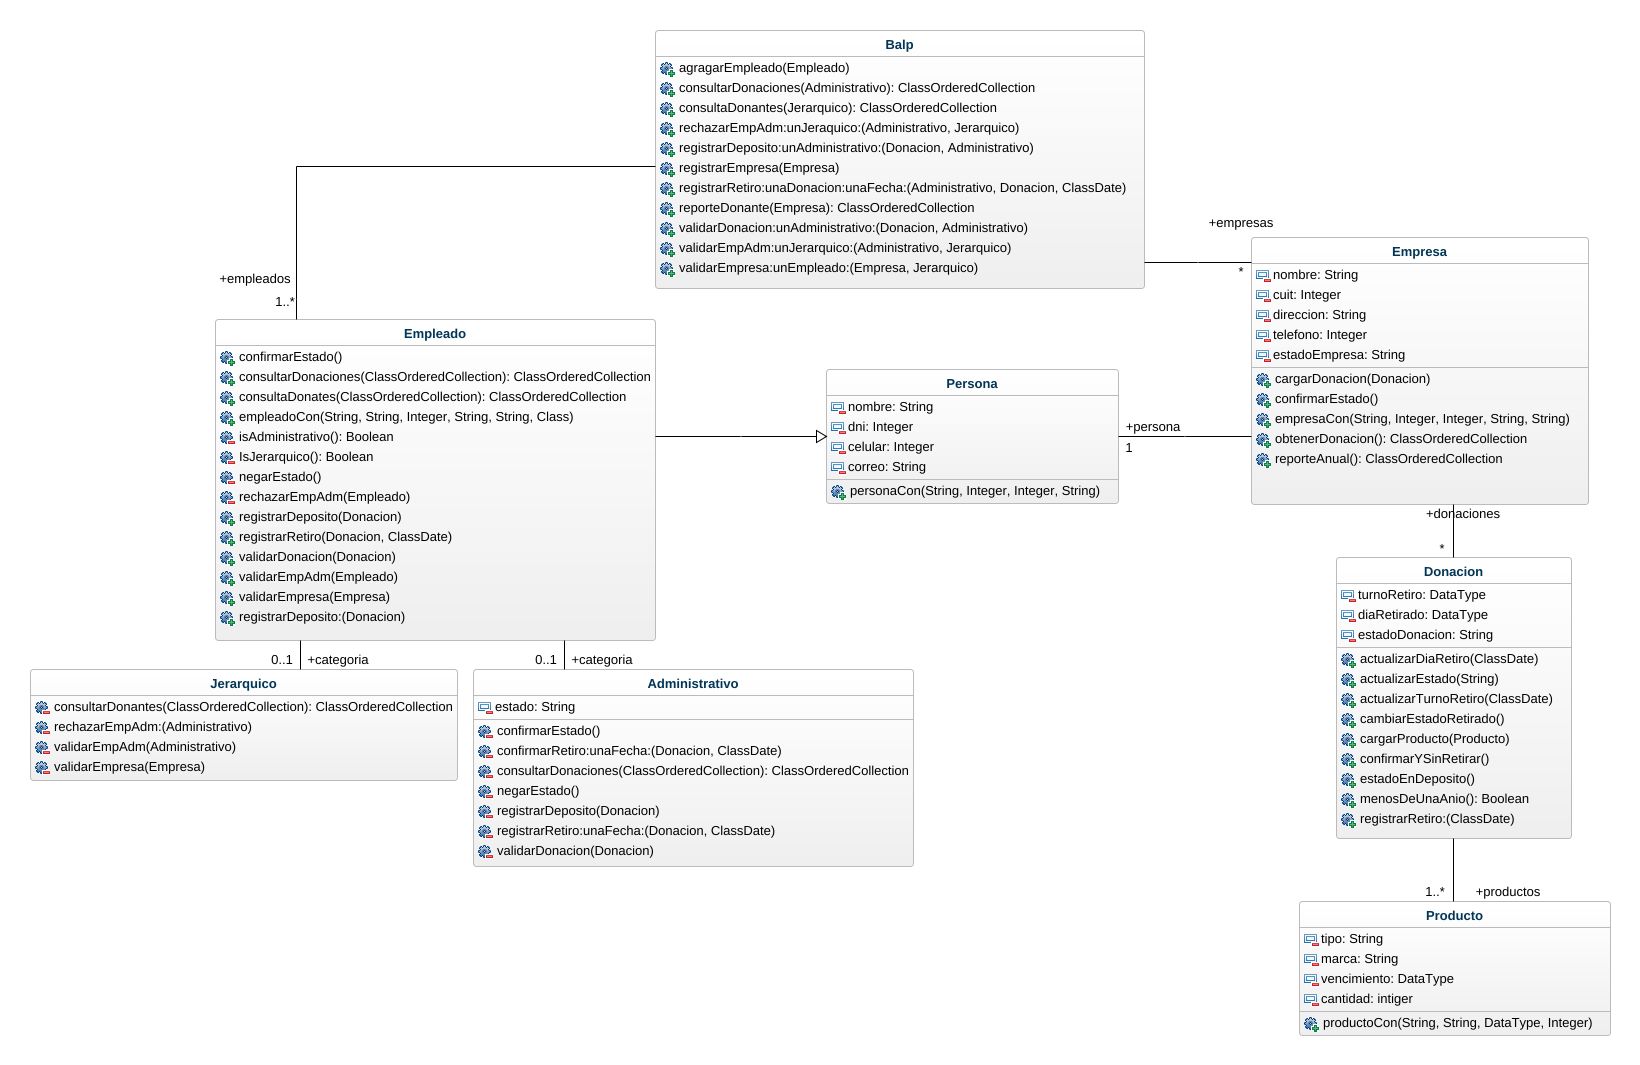 Balp
agragarEmpleado(Empleado)
consultarDonaciones(Administrativo): ClassOrderedCollection
consultaDonantes(Jerarquico): ClassOrderedCollection
rechazarEmpAdm:unJeraquico:(Administrativo, Jerarquico)
registrarDeposito:unAdministrativo:(Donacion, Administrativo)
registrarEmpresa(Empresa)
registrarRetiro:unaDonacion:unaFecha:(Administrativo, Donacion, ClassDate)
reporteDonante(Empresa): ClassOrderedCollection
validarDonacion:unAdministrativo:(Donacion, Administrativo)
validarEmpAdm:unJerarquico:(Administrativo, Jerarquico)
validarEmpresa:unEmpleado:(Empresa, Jerarquico)
+empresas
*
+empleados
1..*
Empresa
nombre: String
cuit: Integer
direccion: String
telefono: Integer
estadoEmpresa: String
cargarDonacion(Donacion)
confirmarEstado()
empresaCon(String, Integer, Integer, String, String)
obtenerDonacion(): ClassOrderedCollection
reporteAnual(): ClassOrderedCollection
Empleado
confirmarEstado()
consultarDonaciones(ClassOrderedCollection): ClassOrderedCollection
consultaDonates(ClassOrderedCollection): ClassOrderedCollection
empleadoCon(String, String, Integer, String, String, Class)
isAdministrativo(): Boolean
IsJerarquico(): Boolean
negarEstado()
rechazarEmpAdm(Empleado)
registrarDeposito(Donacion)
registrarRetiro(Donacion, ClassDate)
validarDonacion(Donacion)
validarEmpAdm(Empleado)
validarEmpresa(Empresa)
registrarDeposito:(Donacion)
Persona
nombre: String
dni: Integer
celular: Integer
correo: String
personaCon(String, Integer, Integer, String)
+persona
1
+donaciones
*
Donacion
turnoRetiro: DataType
diaRetirado: DataType
estadoDonacion: String
actualizarDiaRetiro(ClassDate)
actualizarEstado(String)
actualizarTurnoRetiro(ClassDate)
cambiarEstadoRetirado()
cargarProducto(Producto)
confirmarYSinRetirar()
estadoEnDeposito()
menosDeUnaAnio(): Boolean
registrarRetiro:(ClassDate)
0..1 +categoria
0..1 +categoria
Jerarquico
consultarDonantes(ClassOrderedCollection): ClassOrderedCollection
rechazarEmpAdm:(Administrativo)
validarEmpAdm(Administrativo)
validarEmpresa(Empresa)
Administrativo
estado: String
confirmarEstado()
confirmarRetiro:unaFecha:(Donacion, ClassDate)
consultarDonaciones(ClassOrderedCollection): ClassOrderedCollection
negarEstado()
registrarDeposito(Donacion)
registrarRetiro:unaFecha:(Donacion, ClassDate)
validarDonacion(Donacion)
1..* +productos
Producto
tipo: String
marca: String
vencimiento: DataType
cantidad: intiger
productoCon(String, String, DataType, Integer)